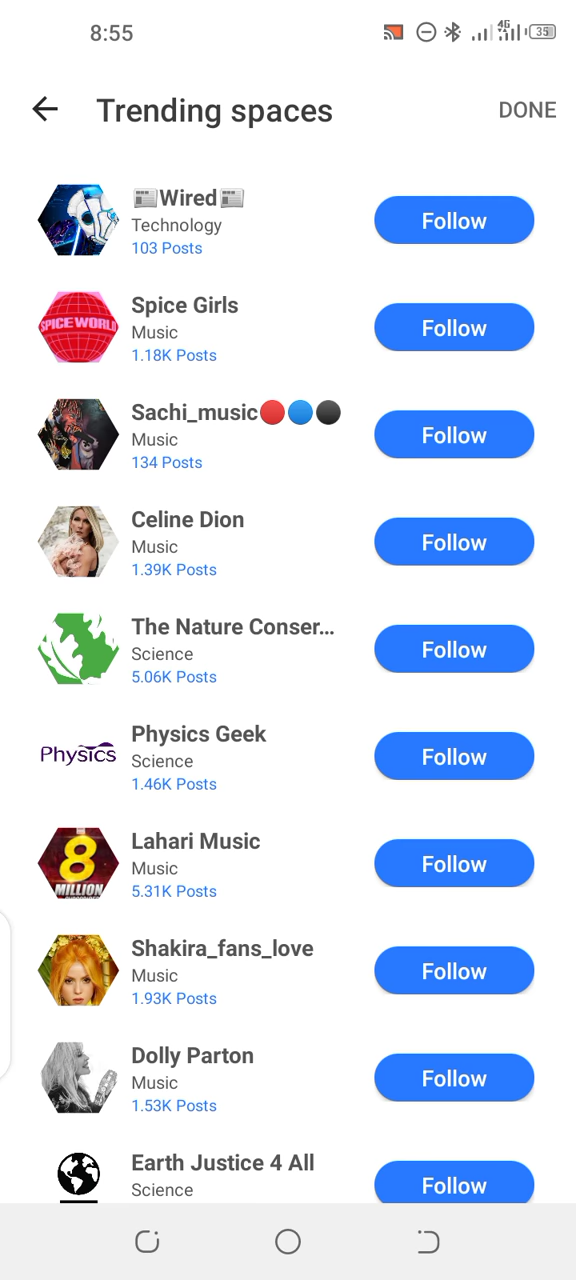 8:55
4G
35
Trending spaces
DONE
📰Wired📰
Technology
103 Posts
Follow
SPICE WORLD
Spice Girls
Music
1.18K Posts
Follow
Sachi_music🔴🔵⚫
Music
134 Posts
Follow
Celine Dion
Music
1.39K Posts
Follow
The Nature Conser...
Science
5.06K Posts
Follow
Physics
Physics Geek
Science
1.46K Posts
Follow
8
MILLION
Lahari Music
Music
5.31K Posts
Follow
Shakira_fans_love
Music
1.93K Posts
Follow
Dolly Parton
Music
1.53K Posts
Follow
Earth Justice 4 All
Science
Follow